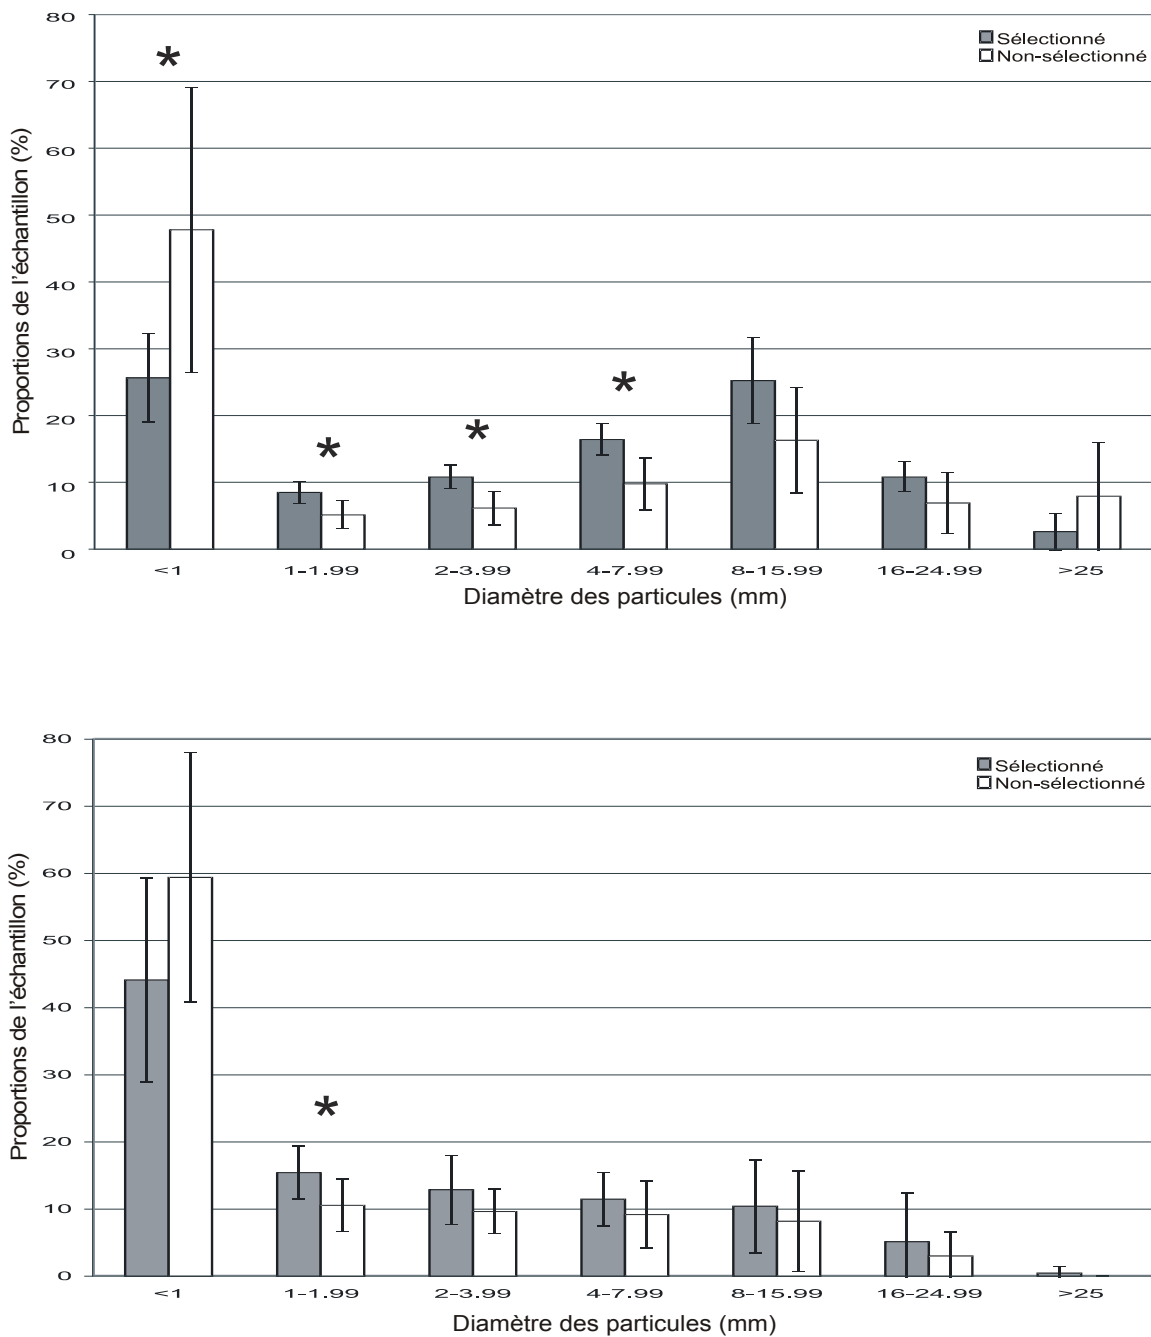 80
Sélectionné
Non-sélectionné
*
70
60
50
40
30
*
20
*
*
10
0
Proportions de l'échantillon (%)
<1 1-1.99 2-3.99 4-7.99 8-15.99 16-24.99 >25
Diamètre des particules (mm)
80
Sélectionné
Non-sélectionné
70
60
50
40
30
*
20
10
0
Proportions de l'échantillon (%)
<1 1-1.99 2-3.99 4-7.99 8-15.99 16-24.99 >25
Diamètre des particules (mm)